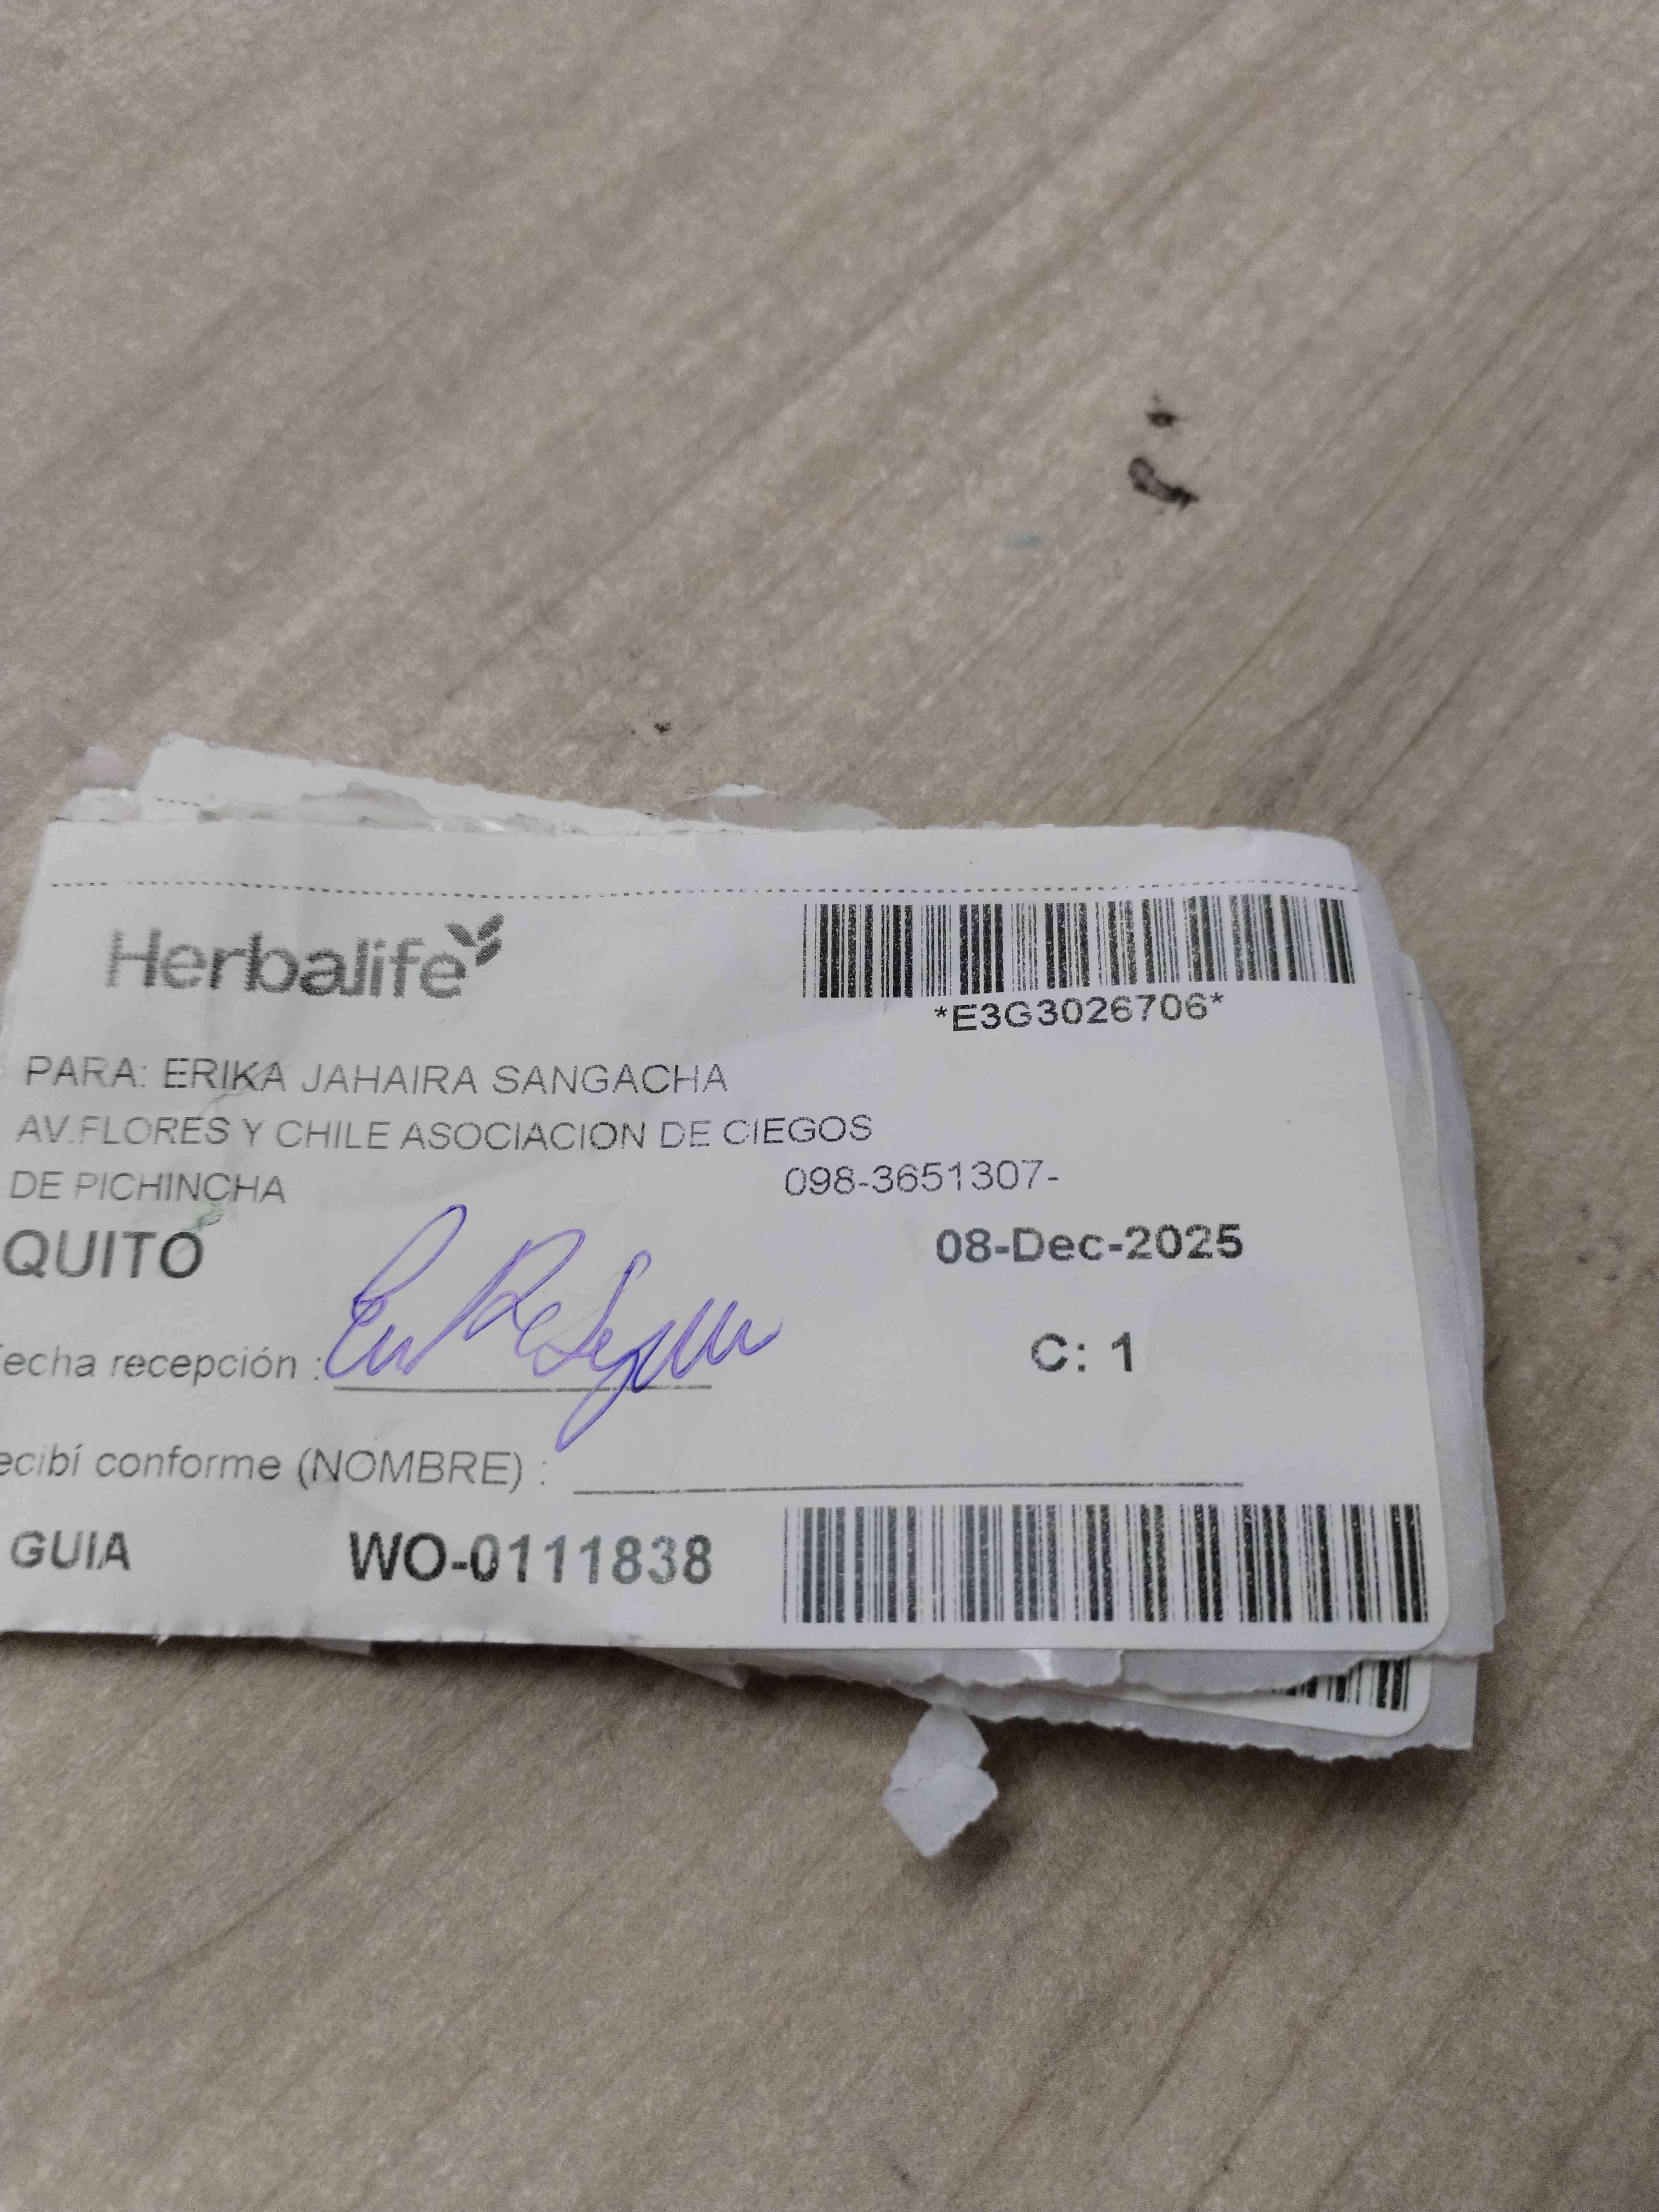 Herbalife
*E3G3026706*
PARA: ERIKA JAHAIRA SANGACHA
AV.FLORES Y CHILE ASOCIACION DE CIEGOS
DE PICHINCHA 098-3651307-
QUITO 08-Dec-2025
echa recepción :
C: 1
ecibí conforme (NOMBRE) :
GUIA WO-0111838